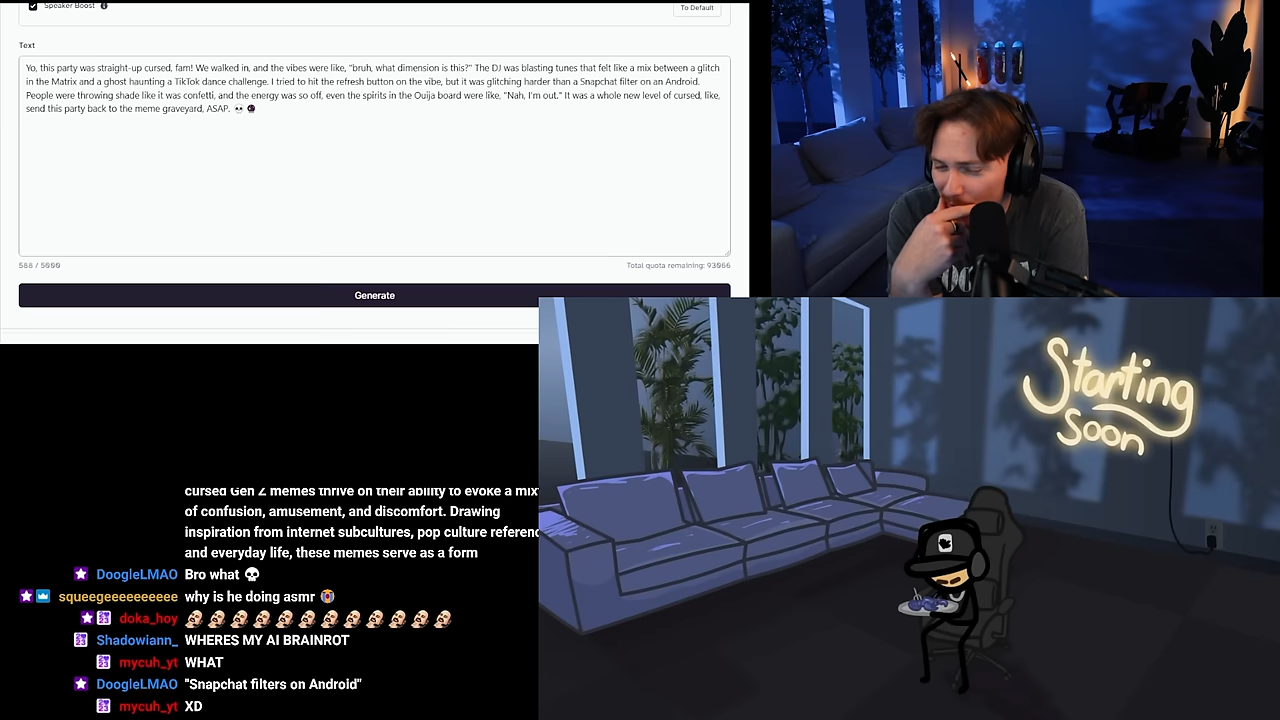 Speaker Boost
To Default
Text
Yo, this party was straight-up cursed, fam! We walked in, and the vibes were like, "bruh, what dimension is this?" The DJ was blasting tunes that felt like a mix between a glitch
in the Matrix and a ghost haunting a TikTok dance challenge. I tried to hit the refresh button on the vibe, but it was glitching harder than a Snapchat filter on an Android.
People were throwing shade like it was confetti, and the energy was so off, even the spirits in the Ouija board were like, "Nah, I'm out." It was a whole new level of cursed, like,
send this party back to the meme graveyard, ASAP. 💀 🔮
588 / 5000
Total quota remaining: 93066
Generate
Starting
Soon
cursed Gen Z memes thrive on their ability to evoke a mix
of confusion, amusement, and discomfort. Drawing
inspiration from internet subcultures, pop culture referenc
and everyday life, these memes serve as a form
DoogleLMAO Bro what 💀
squeegeeeeeeeeee why is he doing asmr 😭
doka_hoy
Shadowiann_ WHERES MY AI BRAINROT
mycuh_yt WHAT
DoogleLMAO "Snapchat filters on Android"
mycuh_yt XD